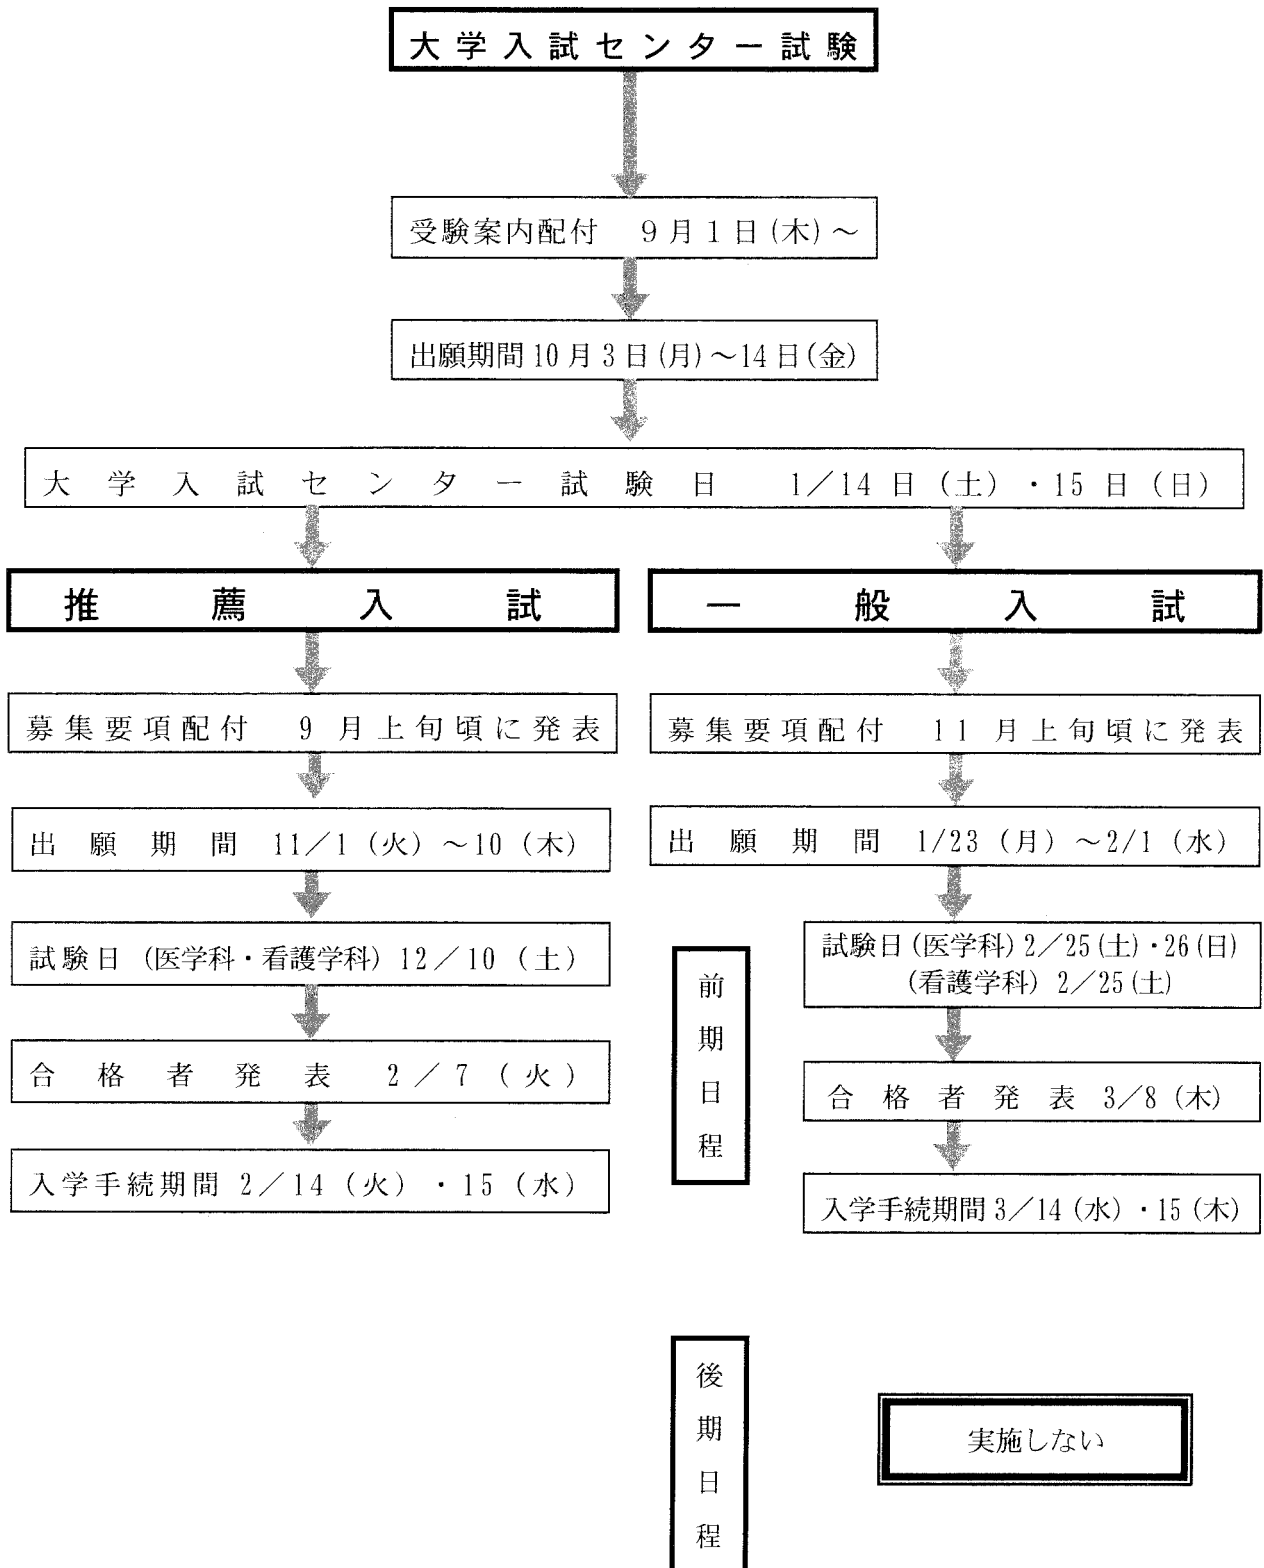 大学入試センター試験
受験案内配付 9月1日(木)~
出願期間10月3日(月)~14日(金)
大学入試センター試験日 1/14日(土)・15日(日)
推薦入試
募集要項配付 9月上旬頃に発表
出願期間 11/1(火)~10(木)
試験日(医学科・看護学科)12/10(土)
合格者発表 2/7(火)
入学手続期間 2/14(火)・15(水)
一般入試
募集要項配付 11月上旬頃に発表
出願期間 1/23(月)~2/1(水)
前期日程
試験日(医学科)2/25(土)・26(日)
(看護学科)2/25(土)
合格者発表 3/8(木)
入学手続期間3/14(水)・15(木)
後期日程
実施しない